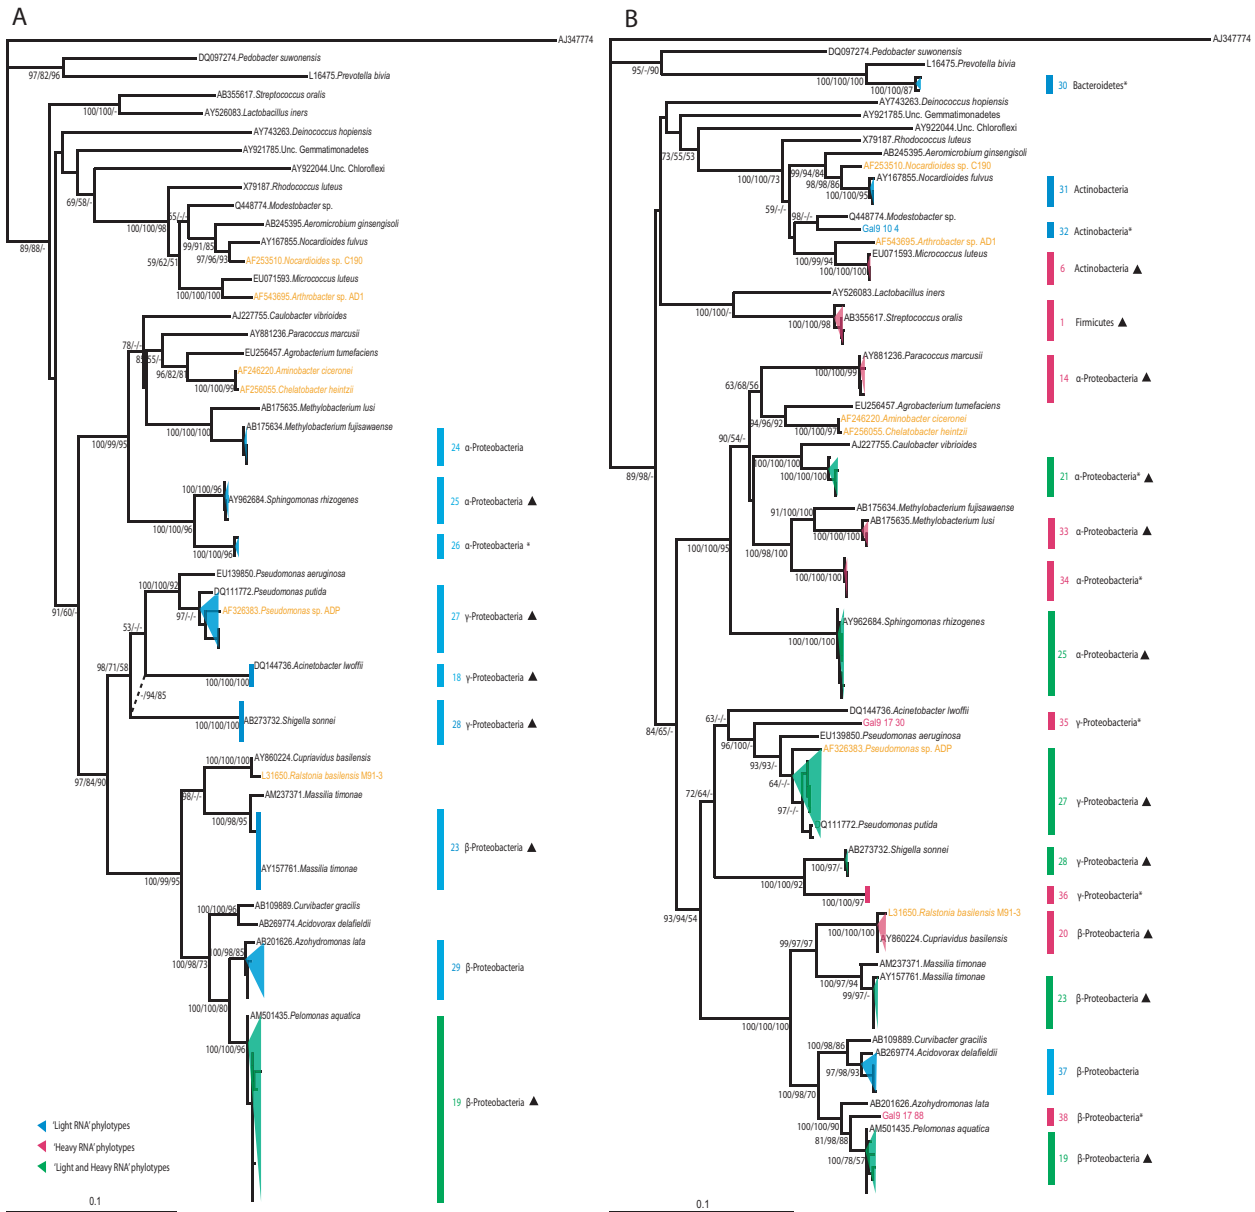 A
AJ347774
DQ097274.Pedobacter suwonensis
97/82/96
L16475.Prevotella bivia
AB355617.Streptococcus oralis
100/100/-
AY526083.Lactobacillus iners
AY743263.Deinococcus hopiensis
AY921785.Unc. Gemmatimonadetes
AY922044.Unc. Chloroflexi
69/58/-
X79187.Rhodococcus luteus
Q448774.Modestobacter sp.
65/-/-
100/100/98
AB245395.Aeromicrobium ginsengisoli
89/88/-
99/91/85
AY167855.Nocardioides fulvus
97/96/93
AF253510.Nocardioides sp. C190
59/62/51
EU071593.Micrococcus luteus
100/100/100
AF543695.Arthrobacter sp. AD1
AJ227755.Caulobacter vibrioides
AY881236.Paracoccus marcusii
78/-/-
EU256457.Agrobacterium tumefaciens
96/82/81
AF246220.Aminobacter ciceronei
100/100/99
AF256055.Chelatobacter heintzii
AB175635.Methylobacterium lusi
AB175634.Methylobacterium fujisawaense
100/100/100
100/99/95
24 α-Proteobacteria
100/100/96
AY962684.Sphingomonas rhizogenes
25 α-Proteobacteria ▲
100/100/96
26 α-Proteobacteria *
100/100/96
EU139850.Pseudomonas aeruginosa
100/100/92
DQ111772.Pseudomonas putida
91/60/-
AF326383.Pseudomonas sp. ADP
97/-/-
27 γ-Proteobacteria ▲
53/-/-
98/71/58
DQ144736.Acinetobacter lwoffii
100/100/100
18 γ-Proteobacteria ▲
-/94/85
AB273732.Shigella sonnei
100/100/100
28 γ-Proteobacteria ▲
AY860224.Cupriavidus basilensis
100/100/100
L31650.Ralstonia basilensis M91-3
97/84/90
98/-/-
AM237371.Massilia timonae
100/98/95
23 β-Proteobacteria ▲
AY157761.Massilia timonae
100/99/95
AB109889.Curvibacter gracilis
100/100/96
AB269774.Acidovorax delafieldii
AB201626.Azohydromonas lata
100/98/85
100/98/73
29 β-Proteobacteria
100/100/80
AM501435.Pelomonas aquatica
100/100/96
19 β-Proteobacteria ▲
'Light RNA' phylotypes
'Heavy RNA' phylotypes
'Light and Heavy RNA' phylotypes
0.1
B
AJ347774
DQ097274.Pedobacter suwonensis
L16475.Prevotella bivia
95/-/90
100/100/100
100/100/87
30 Bacteroidetes*
AY743263.Deinococcus hopiensis
AY921785.Unc. Gemmatimonadetes
AY922044.Unc. Chloroflexi
X79187.Rhodococcus luteus
73/55/53
AB245395.Aeromicrobium ginsengisoli
AF253510.Nocardioides sp. C190
99/94/84
100/100/73
AY167855.Nocardioides fulvus
98/98/86
100/100/95
31 Actinobacteria
59/-/-
Q448774.Modestobacter sp.
98/-/-
Gal9 10 4
32 Actinobacteria*
AF543695.Arthrobacter sp. AD1
EU071593.Micrococcus luteus
100/99/94
100/100/100
6 Actinobacteria ▲
AY526083.Lactobacillus iners
100/100/-
AB355617.Streptococcus oralis
100/100/98
1 Firmicutes ▲
AY881236.Paracoccus marcusii
100/100/99
14 α-Proteobacteria ▲
63/68/56
EU256457.Agrobacterium tumefaciens
94/96/92
AF246220.Aminobacter ciceronei
100/100/97
AF256055.Chelatobacter heintzii
90/54/-
AJ227755.Caulobacter vibrioides
100/100/100
100/100/100
21 α-Proteobacteria* ▲
89/98/-
AB175634.Methylobacterium fujisawaense
91/100/100
AB175635.Methylobacterium lusi
100/100/100
33 α-Proteobacteria ▲
100/100/95
100/98/100
100/100/100
34 α-Proteobacteria*
AY962684.Sphingomonas rhizogenes
100/100/100
25 α-Proteobacteria ▲
DQ144736.Acinetobacter lwoffii
63/-/-
Gal9 17 30
35 γ-Proteobacteria*
84/65/-
EU139850.Pseudomonas aeruginosa
96/100/-
AF326383.Pseudomonas sp. ADP
93/93/-
64/-/-
72/64/-
27 γ-Proteobacteria ▲
97/-/-
DQ111772.Pseudomonas putida
AB273732.Shigella sonnei
100/97/-
28 γ-Proteobacteria ▲
100/100/92
100/100/97
36 γ-Proteobacteria*
93/94/54
L31650.Ralstonia basilensis M91-3
99/97/97
100/100/100
AY860224.Cupriavidus basilensis
20 β-Proteobacteria ▲
AM237371.Massilia timonae
100/97/94
AY157761.Massilia timonae
99/97/-
23 β-Proteobacteria ▲
100/100/100
AB109889.Curvibacter gracilis
100/98/86
AB269774.Acidovorax delafieldii
97/98/93
37 β-Proteobacteria
100/98/70
AB201626.Azohydromonas lata
Gal9 17 88
38 β-Proteobacteria*
100/100/90
AM501435.Pelomonas aquatica
81/98/88
100/78/57
19 β-Proteobacteria ▲
0.1